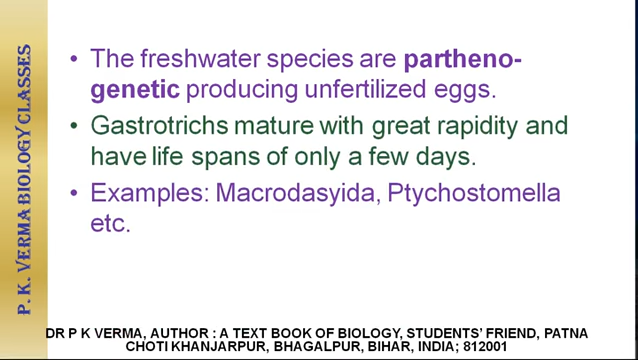 P. K. VERMA BIOLOGY CLASSES
• The freshwater species are partheno-
genetic producing unfertilized eggs.
• Gastrotrichs mature with great rapidity and
have life spans of only a few days.
• Examples: Macrodasyida, Ptychostomella
etc.
DR P K VERMA, AUTHOR : A TEXT BOOK OF BIOLOGY, STUDENTS' FRIEND, PATNA
CHOTI KHANJARPUR, BHAGALPUR, BIHAR, INDIA; 812001